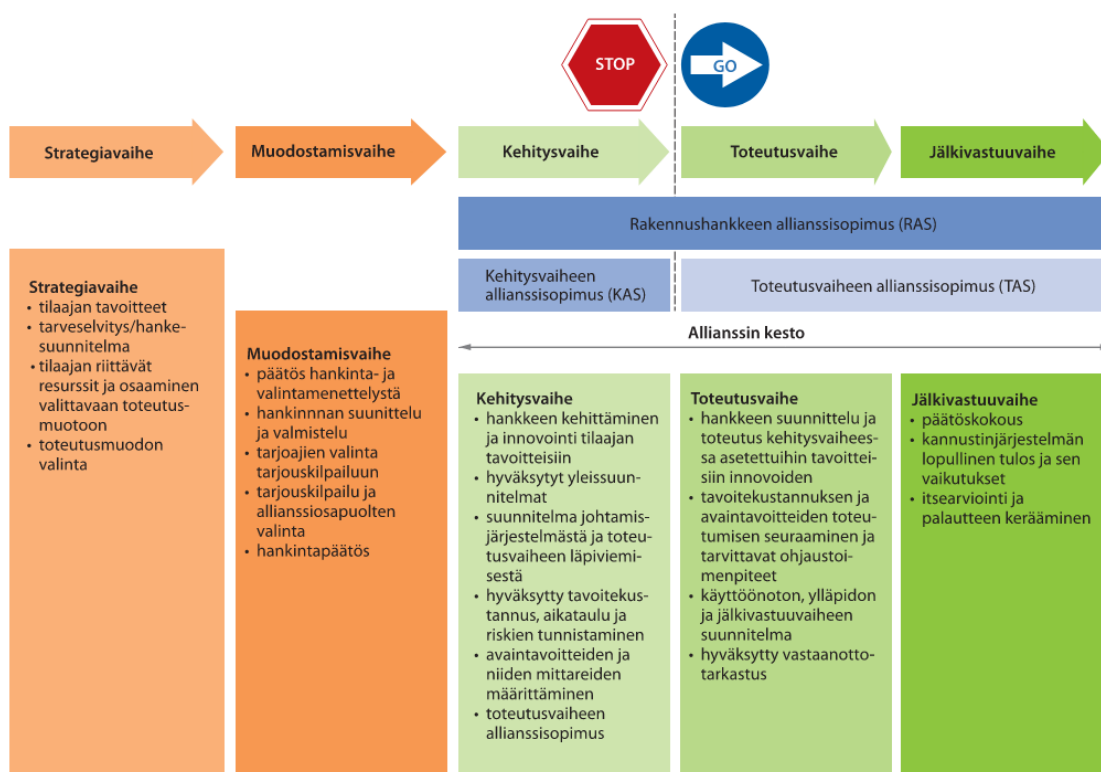 STOP
GO
Strategiavaihe
Muodostamisvaihe
Kehitysvaihe
Toteutusvaihe
Jälkivastuuvaihe
Rakennushankkeen allianssisopimus (RAS)
Kehitysvaiheen
allianssisopimus (KAS)
Toteutusvaiheen allianssisopimus (TAS)
Allianssin kesto
Strategiavaihe
• tilaajan tavoitteet
• tarveselvitys/hanke-
suunnitelma
• tilaajan riittävät
resurssit ja osaaminen
valittavaan toteutus-
muotoon
• toteutusmuodon
valinta
Muodostamisvaihe
• päätös hankinta- ja
valintamenettelystä
• hankinnnan suunittelu
ja valmistelu
• tarjoajien valinta
tarjouskilpailuun
• tarjouskilpailu ja
allianssiosapuolten
valinta
• hankintapäätös
Kehitysvaihe
• hankkeen kehittäminen
ja innovointi tilaajan
tavoitteisiin
• hyväksytyt yleissuun-
nitelmat
• suunnitelma johtamis-
järjestelmästä ja toteu-
tusvaiheen läpiviemi-
sestä
• hyväksytty tavoitekus-
tannus, aikataulu ja
riskien tunnistaminen
• avaintavoitteiden ja
niiden mittareiden
määrittäminen
• toteutusvaiheen
allianssisopimus
Toteutusvaihe
• hankkeen suunnittelu ja
toteutus kehitysvaihees-
sa asetettuihin tavoittei-
siin innovoiden
• tavoitekustannuksen ja
avaintavoitteiden toteu-
tumisen seuraaminen ja
tarvittavat ohjaustoi-
menpiteet
• käyttöönoton, ylläpidon
ja jälkivastuuvaiheen
suunnitelma
• hyväksytty vastaanotto-
tarkastus
Jälkivastuuvaihe
• päätöskokous
• kannustinjärjestelmän
lopullinen tulos ja sen
vaikutukset
• itsearviointi ja
palautteen kerääminen